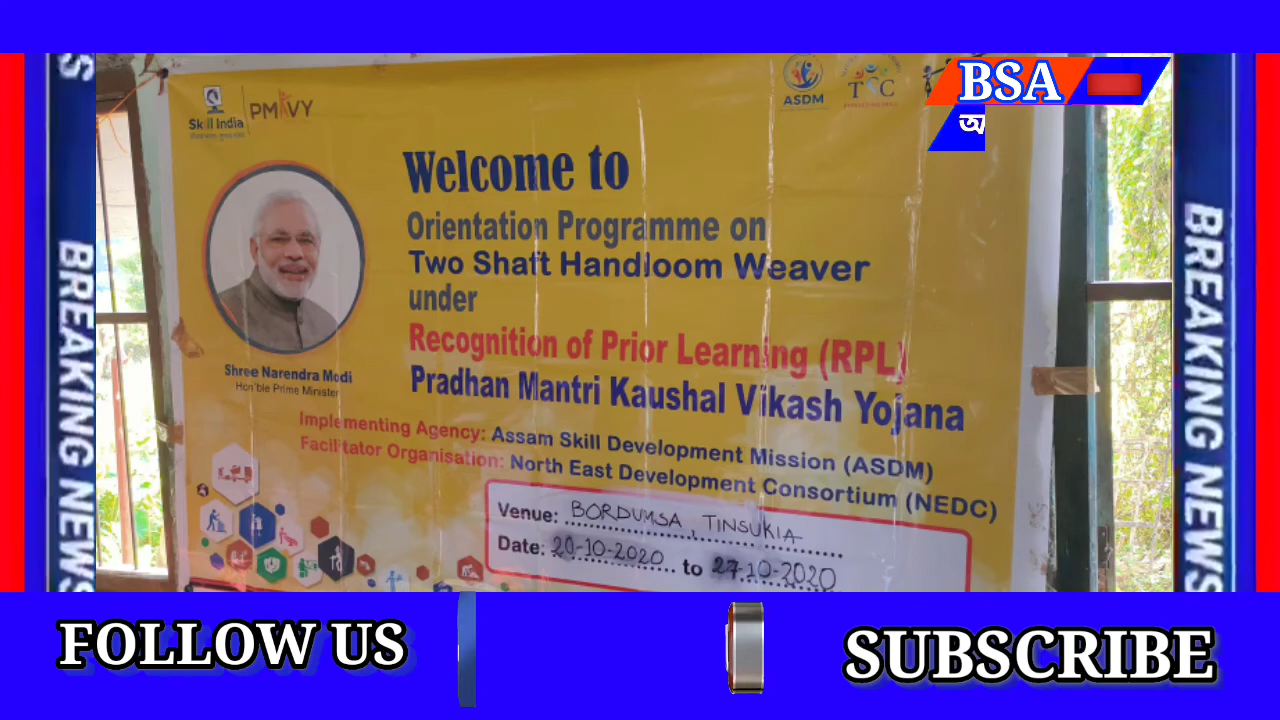 BSA
অ
Skill India
PMKVY
ASDM
TSC
Welcome to
Orientation Programme on
Two Shaft Handloom Weaver
under
Recognition of Prior Learning (RPL)
Pradhan Mantri Kaushal Vikash Yojana
Shree Narendra Modi
Hon'ble Prime Minister
Implementing Agency: Assam Skill Development Mission (ASDM)
Facilitator Organisation: North East Development Consortium (NEDC)
Venue: BORDUMSA, TINSUKIA
Date: 20-10-2020 to 27-10-2020
S
BREAKING NEWS
BREAKING NEWS
FOLLOW US
SUBSCRIBE